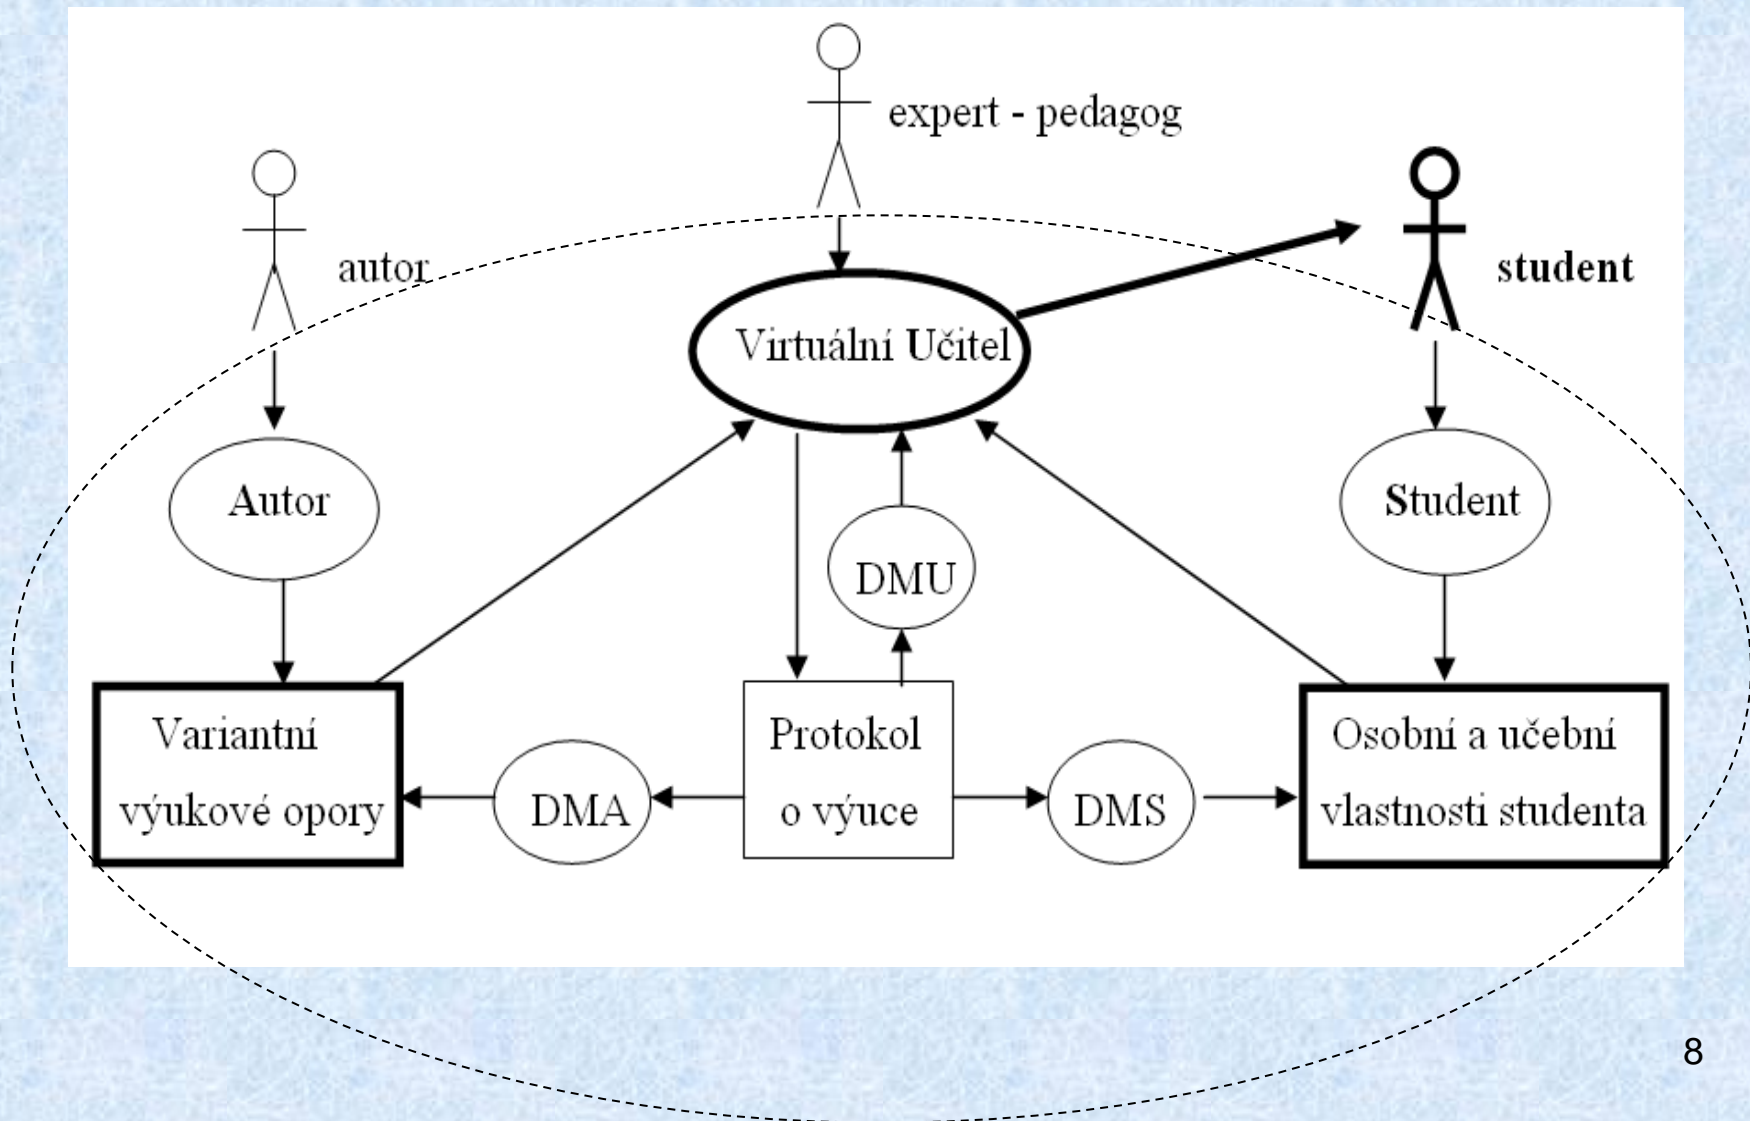 expert - pedagog
autor
student
Virtuální Učitel
Autor
Student
DMU
Variantní
výukové opory
DMA
Protokol
o výuce
DMS
Osobní a učební
vlastnosti studenta
8